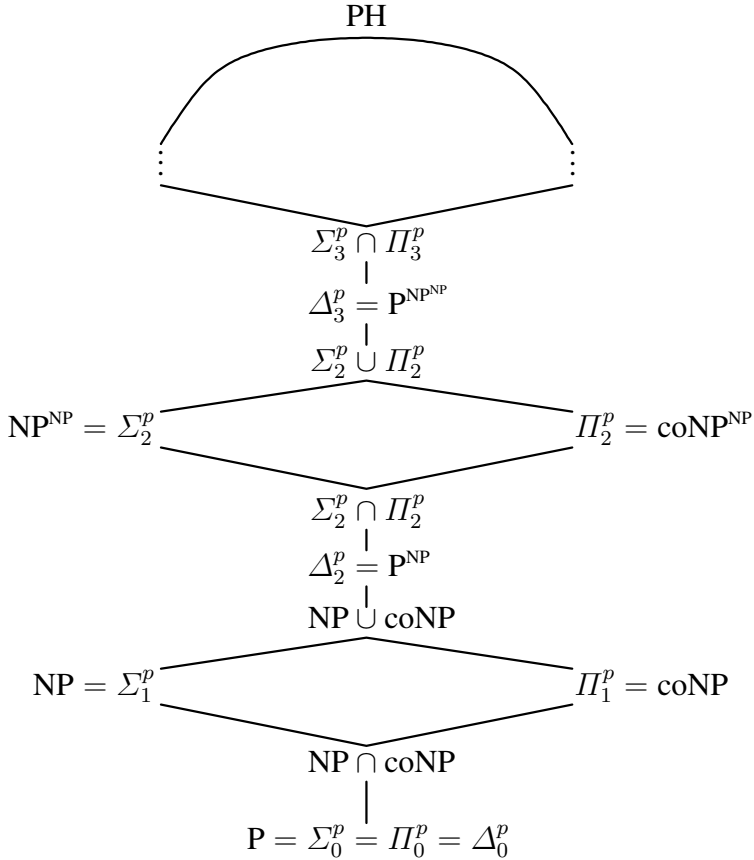 PH
Σ₃ᵖ ∩ Π₃ᵖ
Δ₃ᵖ = P^NP^NP
Σ₂ᵖ ∪ Π₂ᵖ
NP^NP = Σ₂ᵖ
Π₂ᵖ = coNP^NP
Σ₂ᵖ ∩ Π₂ᵖ
Δ₂ᵖ = P^NP
NP ∪ coNP
NP = Σ₁ᵖ
Π₁ᵖ = coNP
NP ∩ coNP
P = Σ₀ᵖ = Π₀ᵖ = Δ₀ᵖ